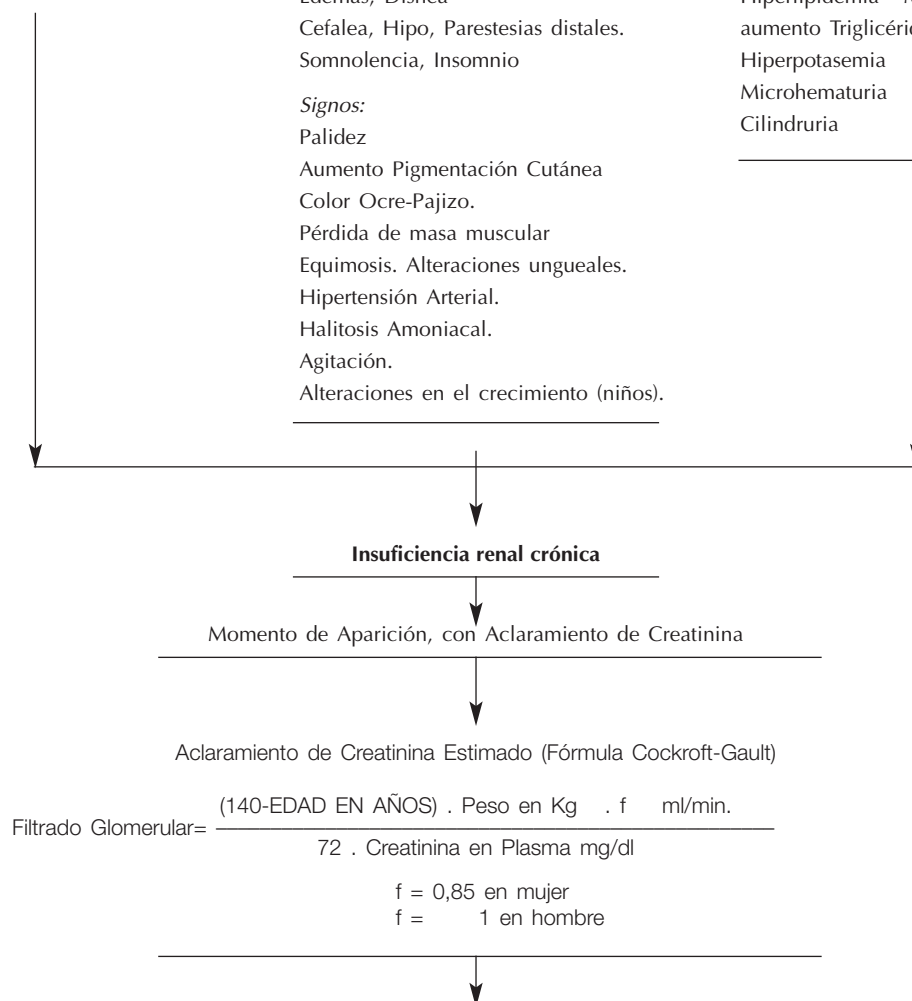 Edemas, Disnea
Cefalea, Hipo, Parestesias distales.
Somnolencia, Insomnio
Signos:
Palidez
Aumento Pigmentación Cutánea
Color Ocre-Pajizo.
Pérdida de masa muscular
Equimosis. Alteraciones ungueales.
Hipertensión Arterial.
Halitosis Amoniacal.
Agitación.
Alteraciones en el crecimiento (niños).
Hiperlipidemia
aumento
Hiperpotasemia
Microhematuria
Cilindruria
Insuficiencia renal crónica
Momento de Aparición, con Aclaramiento de Creatinina
Aclaramiento de Creatinina Estimado (Fórmula Cockroft-Gault)
(140-EDAD EN AÑOS) . Peso en Kg . f ml/min.
Filtrado Glomerular=
72 . Creatinina en Plasma mg/dl
f = 0,85 en mujer
f = 1 en hombre